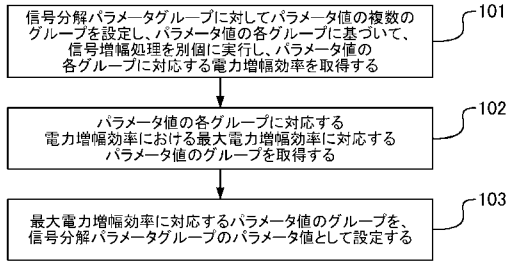 信号分解パラメータグループに対してパラメータ値の複数の
グループを設定し、パラメータ値の各グループに基づいて、
信号増幅処理を別個に実行し、パラメータ値の
各グループに対応する電力増幅効率を取得する
101
パラメータ値の各グループに対応する
電力増幅効率における最大電力増幅効率に対応する
パラメータ値のグループを取得する
102
最大電力増幅効率に対応するパラメータ値のグループを、
信号分解パラメータグループのパラメータ値として設定する
103